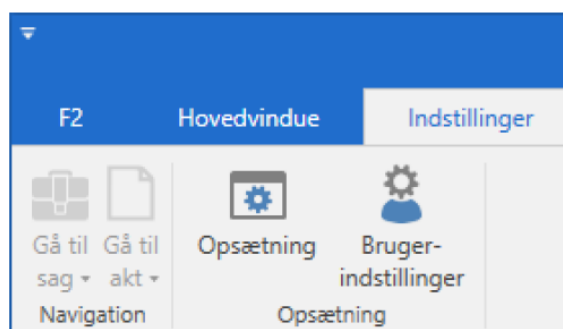 F2 Hovedvindue Indstillinger
Gå til Gå til Opsætning Bruger-
sag akt indstillinger
Navigation Opsætning